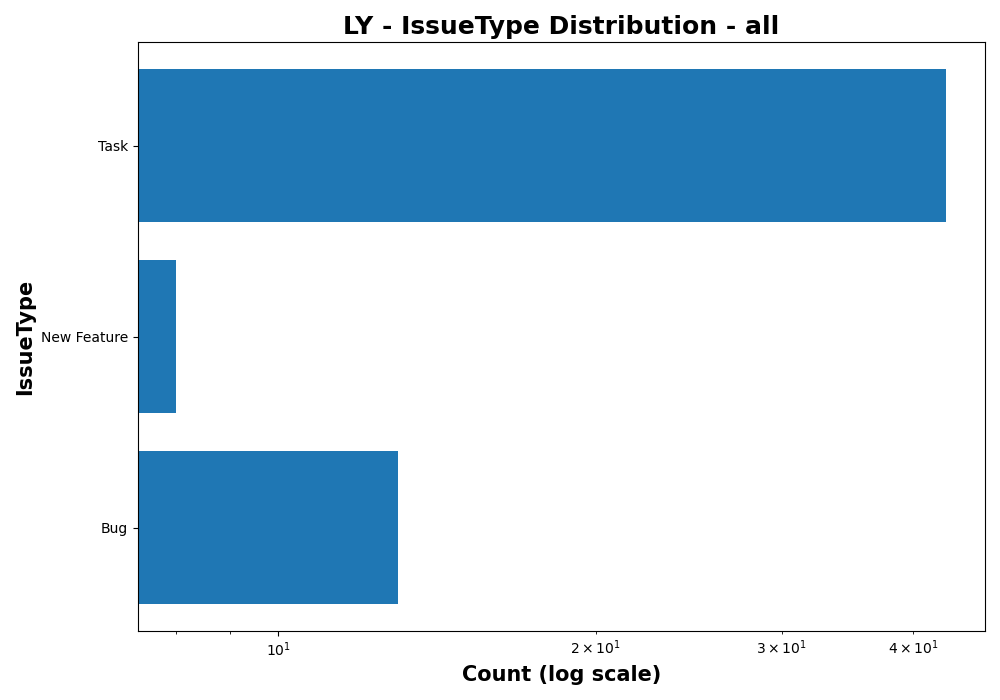 LY - IssueType Distribution - all
IssueType
Task
New Feature
Bug
10¹
2 × 10¹
3 × 10¹
4 × 10¹
Count (log scale)